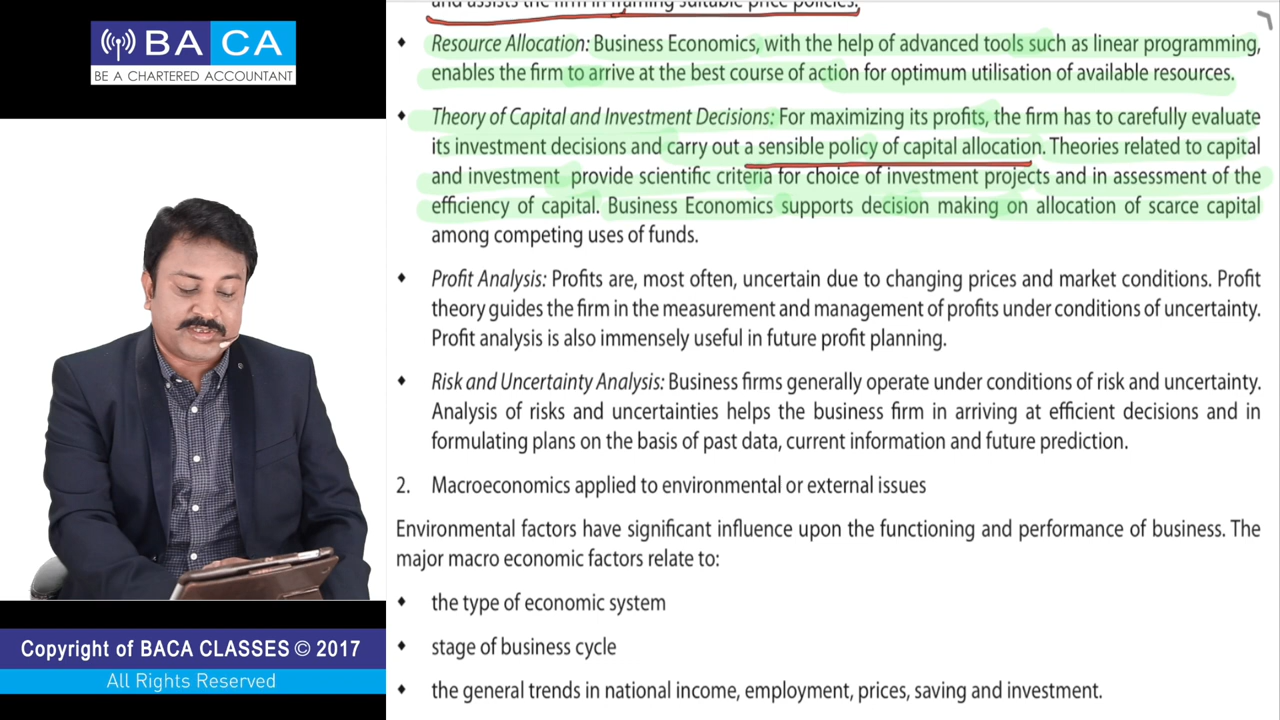 BA CA
BE A CHARTERED ACCOUNTANT
and assists the firm in framing suitable price policies.
Resource Allocation: Business Economics, with the help of advanced tools such as linear programming,
enables the firm to arrive at the best course of action for optimum utilisation of available resources.
Theory of Capital and Investment Decisions: For maximizing its profits, the firm has to carefully evaluate
its investment decisions and carry out a sensible policy of capital allocation. Theories related to capital
and investment provide scientific criteria for choice of investment projects and in assessment of the
efficiency of capital. Business Economics supports decision making on allocation of scarce capital
among competing uses of funds.
Profit Analysis: Profits are, most often, uncertain due to changing prices and market conditions. Profit
theory guides the firm in the measurement and management of profits under conditions of uncertainty.
Profit analysis is also immensely useful in future profit planning.
Risk and Uncertainty Analysis: Business firms generally operate under conditions of risk and uncertainty.
Analysis of risks and uncertainties helps the business firm in arriving at efficient decisions and in
formulating plans on the basis of past data, current information and future prediction.
2. Macroeconomics applied to environmental or external issues
Environmental factors have significant influence upon the functioning and performance of business. The
major macro economic factors relate to:
the type of economic system
stage of business cycle
the general trends in national income, employment, prices, saving and investment.
Copyright of BACA CLASSES © 2017
All Rights Reserved